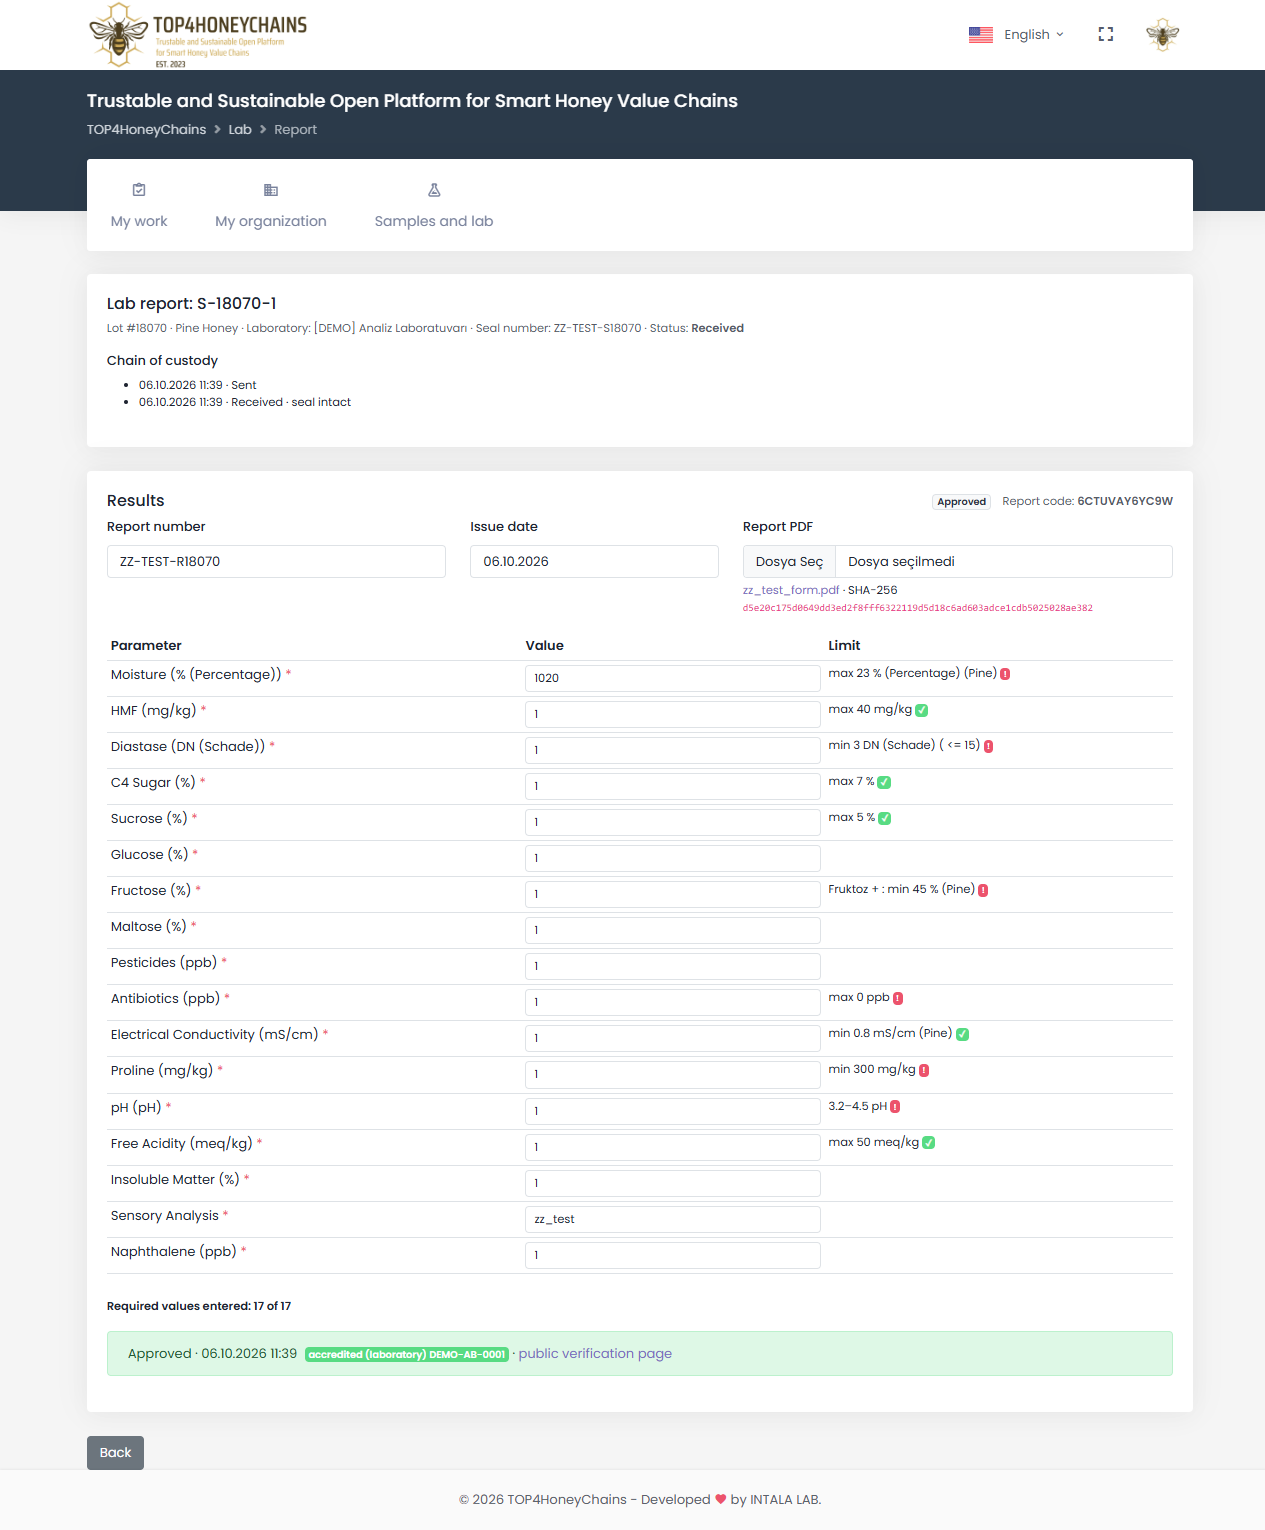 TOP4HONEYCHAINS
Trustable and Sustainable Open Platform
for Smart Honey Value Chains
EST. 2023
English
Trustable and Sustainable Open Platform for Smart Honey Value Chains
TOP4HoneyChains > Lab > Report
My work
My organization
Samples and lab
Lab report: S-18070-1
Lot #18070 · Pine Honey · Laboratory: [DEMO] Analiz Laboratuvarı · Seal number: ZZ-TEST-S18070 · Status: Received
Chain of custody
• 06.10.2026 11:39 · Sent
• 06.10.2026 11:39 · Received · seal intact
Results
Approved Report code: 6CTUVAY6YC9W
Report number Issue date Report PDF
ZZ-TEST-R18070 06.10.2026 Dosya Seç Dosya seçilmedi
zz_test_form.pdf · SHA-256
d5e20c175d0649dd3ed2f8fff6322119d5d18c6ad603adce1cdb5025028ae382
Parameter Value Limit
Moisture (% (Percentage)) * 1020 max 23 % (Percentage) (Pine) !
HMF (mg/kg) * 1 max 40 mg/kg ✓
Diastase (DN (Schade)) * 1 min 3 DN (Schade) ( <= 15) !
C4 Sugar (%) * 1 max 7 % ✓
Sucrose (%) * 1 max 5 % ✓
Glucose (%) * 1
Fructose (%) * 1 Fruktoz + : min 45 % (Pine) !
Maltose (%) * 1
Pesticides (ppb) * 1
Antibiotics (ppb) * 1 max 0 ppb !
Electrical Conductivity (mS/cm) * 1 min 0.8 mS/cm (Pine) ✓
Proline (mg/kg) * 1 min 300 mg/kg !
pH (pH) * 1 3.2–4.5 pH !
Free Acidity (meq/kg) * 1 max 50 meq/kg ✓
Insoluble Matter (%) * 1
Sensory Analysis * zz_test
Naphthalene (ppb) * 1
Required values entered: 17 of 17
Approved · 06.10.2026 11:39 accredited (laboratory) DEMO-AB-0001 · public verification page
Back
© 2026 TOP4HoneyChains - Developed ❤ by INTALA LAB.